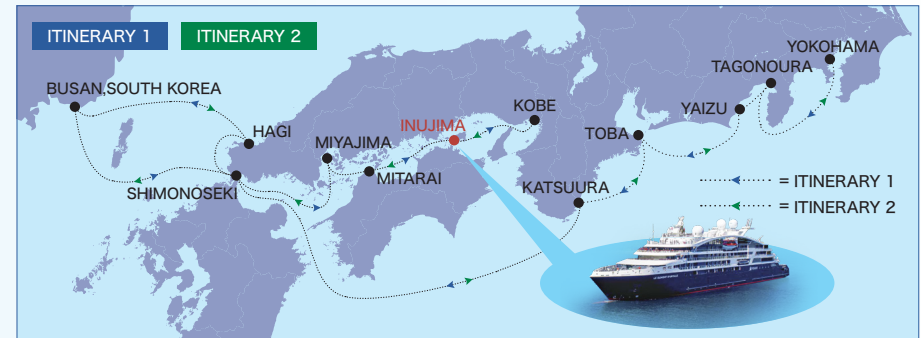 ITINERARY 1
ITINERARY 2
YOKOHAMA
TAGONOURA
BUSAN,SOUTH KOREA
KOBE
YAIZU
INUJIMA
HAGI
MIYAJIMA
TOBA
MITARAI
SHIMONOSEKI
KATSUURA
= ITINERARY 1
= ITINERARY 2